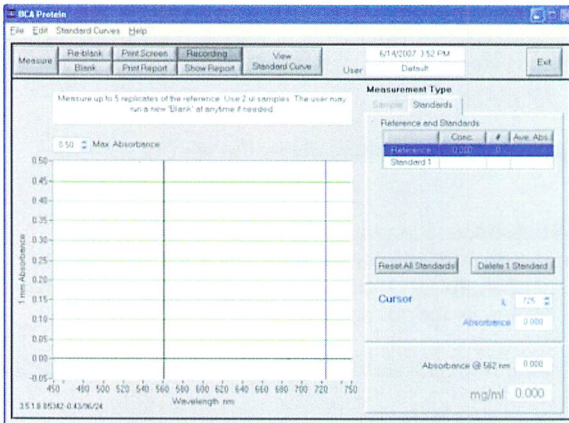 BCA Protein
File Edit Standard Curves Help
Measure Re-blank Print Screen Recording View Standard Curve 6/14/2007 3:52 PM Exit
Blank Print Report Show Report User Default
Measurement Type
Sample Standards
Measure up to 5 replicates of the reference. Use 2 ul samples. The user may
run a new 'Blank' at anytime if needed.
Reference and Standards
Conc. # Ave. Abs.
Reference 0.000 0
Standard 1
0.50 Max Absorbance
0.50
0.45
0.40
0.35
0.30
0.25
0.20
0.15
0.10
0.05
0.00
-0.05
1 mm Absorbance
450 480 500 520 540 560 580 600 620 640 660 680 700 720 750
Wavelength nm
Reset All Standards Delete 1 Standard
Cursor λ 725
Absorbance 0.000
Absorbance @ 562 nm 0.000
mg/ml 0.000